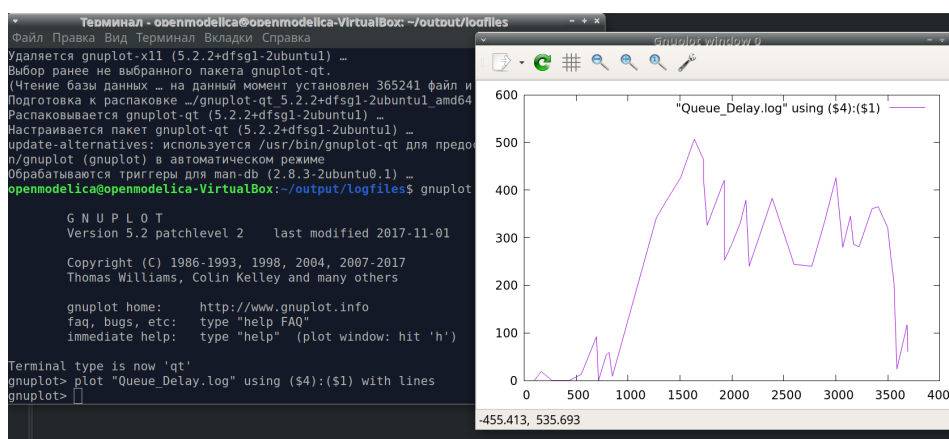 Терминал - openmodelica@openmodelica-VirtualBox: ~/output/logfiles
Файл Правка Вид Терминал Вкладки Справка
Удаляется gnuplot-x11 (5.2.2+dfsg1-2ubuntu1) …
Выбор ранее не выбранного пакета gnuplot-qt.
(Чтение базы данных … на данный момент установлен 365241 файл и
Подготовка к распаковке …/gnuplot-qt_5.2.2+dfsg1-2ubuntu1_amd64
Распаковывается gnuplot-qt (5.2.2+dfsg1-2ubuntu1) …
Настраивается пакет gnuplot-qt (5.2.2+dfsg1-2ubuntu1) …
update-alternatives: используется /usr/bin/gnuplot-qt для предо
n/gnuplot (gnuplot) в автоматическом режиме
Обрабатываются триггеры для man-db (2.8.3-2ubuntu0.1) …
openmodelica@openmodelica-VirtualBox:~/output/logfiles$ gnuplot
G N U P L O T
Version 5.2 patchlevel 2    last modified 2017-11-01
Copyright (C) 1986-1993, 1998, 2004, 2007-2017
Thomas Williams, Colin Kelley and many others
gnuplot home:     http://www.gnuplot.info
faq, bugs, etc:   type "help FAQ"
immediate help:   type "help"  (plot window: hit 'h')
Terminal type is now 'qt'
gnuplot> plot "Queue_Delay.log" using ($4):($1) with lines
gnuplot>
Gnuplot window 0
"Queue_Delay.log" using ($4):($1)
600
500
400
300
200
100
0
0 500 1000 1500 2000 2500 3000 3500 400
-455.413, 535.693